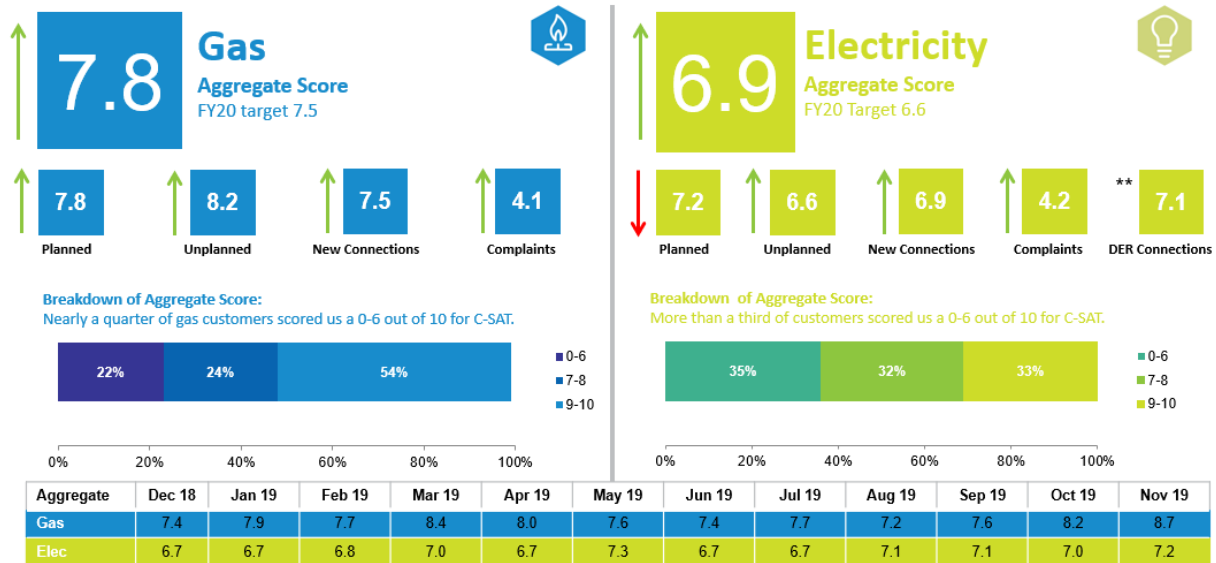 7.8
Gas
Aggregate Score
FY20 target 7.5
7.8 8.2 7.5 4.1
Planned Unplanned New Connections Complaints
Breakdown of Aggregate Score:
Nearly a quarter of gas customers scored us a 0-6 out of 10 for C-SAT.
22% 24% 54%
0-6
7-8
9-10
0% 20% 40% 60% 80% 100%
6.9
Electricity
Aggregate Score
FY20 Target 6.6
7.2 6.6 6.9 4.2 ** 7.1
Planned Unplanned New Connections Complaints DER Connections
Breakdown of Aggregate Score:
More than a third of customers scored us a 0-6 out of 10 for C-SAT.
35% 32% 33%
0-6
7-8
9-10
0% 20% 40% 60% 80% 100%
Aggregate Dec 18 Jan 19 Feb 19 Mar 19 Apr 19 May 19 Jun 19 Jul 19 Aug 19 Sep 19 Oct 19 Nov 19
Gas 7.4 7.9 7.7 8.4 8.0 7.6 7.4 7.7 7.2 7.6 8.2 8.7
Elec 6.7 6.7 6.8 7.0 6.7 7.3 6.7 6.7 7.1 7.1 7.0 7.2